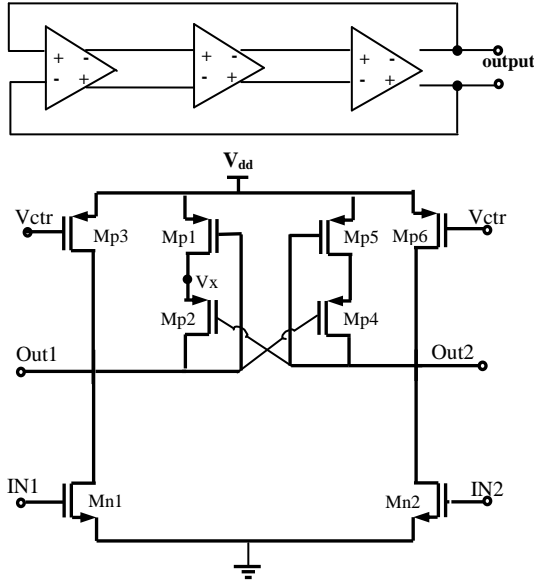 + - + - + -
output
- + - + - +
Vdd
Vctr Vctr
Mp3 Mp1 Mp5 Mp6
Vx
Mp2 Mp4
Out1 Out2
IN1 IN2
Mn1 Mn2